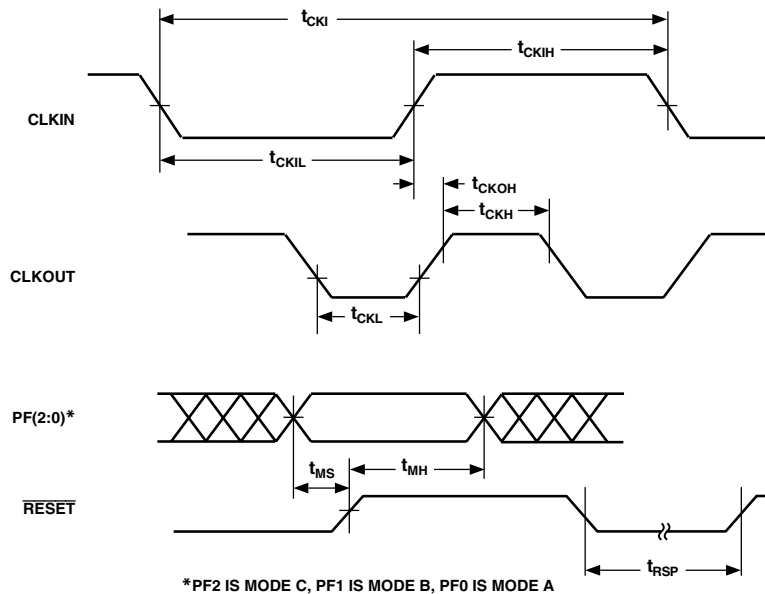 tCKI
tCKIH
CLKIN
tCKIL
tCKOH
tCKH
CLKOUT
tCKL
PF(2:0)*
tMS
tMH
RESET
tRSP
*PF2 IS MODE C, PF1 IS MODE B, PF0 IS MODE A